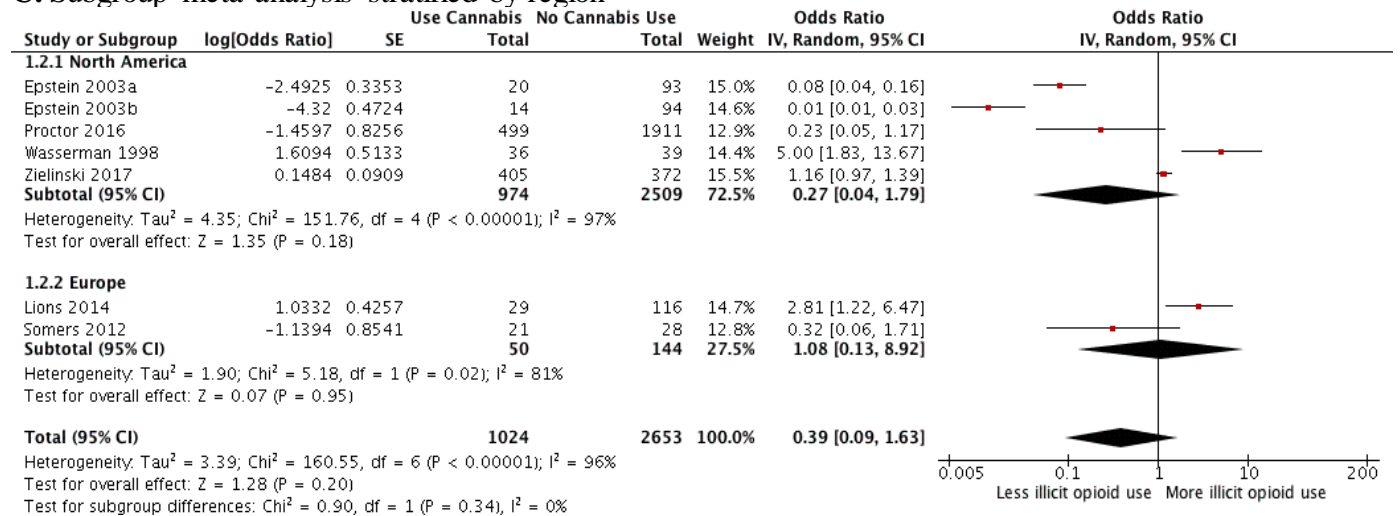 C. Subgroup meta-analysis stratified by region
Use Cannabis No Cannabis Use Odds Ratio Odds Ratio
Study or Subgroup log[Odds Ratio] SE Total Total Weight IV, Random, 95% CI IV, Random, 95% CI
1.2.1 North America
Epstein 2003a -2.4925 0.3353 20 93 15.0% 0.08 [0.04, 0.16]
Epstein 2003b -4.32 0.4724 14 94 14.6% 0.01 [0.01, 0.03]
Proctor 2016 -1.4597 0.8256 499 1911 12.9% 0.23 [0.05, 1.17]
Wasserman 1998 1.6094 0.5133 36 39 14.4% 5.00 [1.83, 13.67]
Zielinski 2017 0.1484 0.0909 405 372 15.5% 1.16 [0.97, 1.39]
Subtotal (95% CI) 974 2509 72.5% 0.27 [0.04, 1.79]
Heterogeneity: Tau² = 4.35; Chi² = 151.76, df = 4 (P < 0.00001); I² = 97%
Test for overall effect: Z = 1.35 (P = 0.18)
1.2.2 Europe
Lions 2014 1.0332 0.4257 29 116 14.7% 2.81 [1.22, 6.47]
Somers 2012 -1.1394 0.8541 21 28 12.8% 0.32 [0.06, 1.71]
Subtotal (95% CI) 50 144 27.5% 1.08 [0.13, 8.92]
Heterogeneity: Tau² = 1.90; Chi² = 5.18, df = 1 (P = 0.02); I² = 81%
Test for overall effect: Z = 0.07 (P = 0.95)
Total (95% CI) 1024 2653 100.0% 0.39 [0.09, 1.63]
Heterogeneity: Tau² = 3.39; Chi² = 160.55, df = 6 (P < 0.00001); I² = 96%
Test for overall effect: Z = 1.28 (P = 0.20)
Test for subgroup differences: Chi² = 0.90, df = 1 (P = 0.34), I² = 0%
0.005 0.1 1 10 200
Less illicit opioid use More illicit opioid use